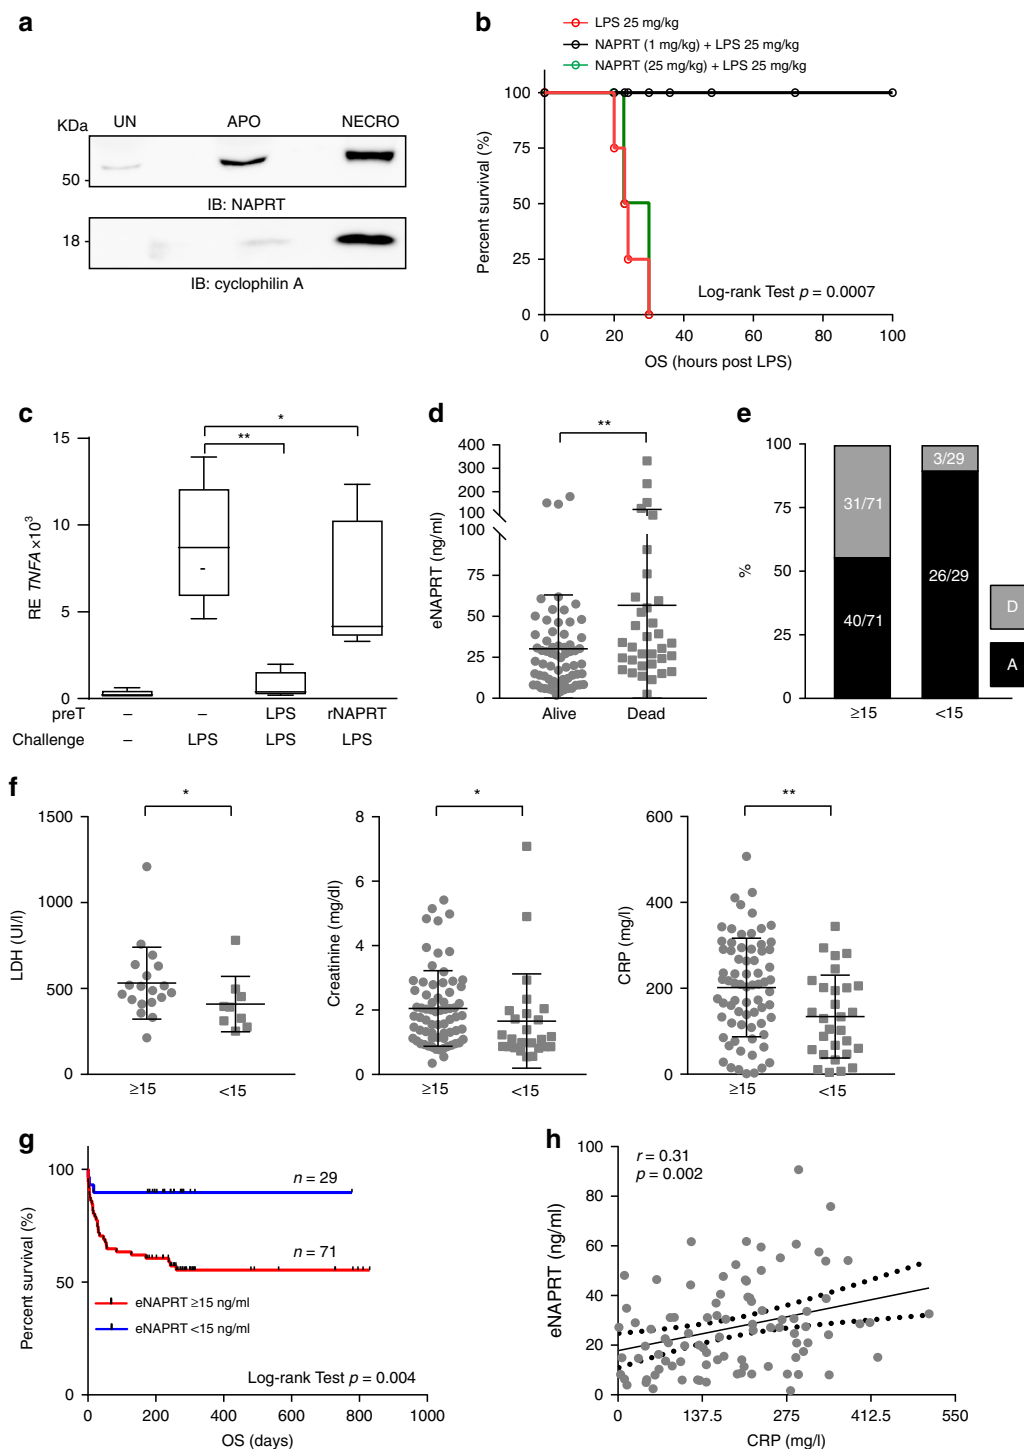 a
KDa
UN
APO
NECRO
50
IB: NAPRT
18
IB: cyclophilin A
b
LPS 25 mg/kg
NAPRT (1 mg/kg) + LPS 25 mg/kg
NAPRT (25 mg/kg) + LPS 25 mg/kg
Percent survival (%)
100
75
50
25
0
Log-rank Test p = 0.0007
0 20 40 60 80 100
OS (hours post LPS)
c
RE TNFA ×10³
15
10
5
0
* 
**
preT – – LPS rNAPRT
Challenge – LPS LPS LPS
d
eNAPRT (ng/ml)
400
300
200
100
100
75
50
25
0
**
Alive Dead
e
%
100
75
50
25
0
31/71
40/71
3/29
26/29
≥15 <15
D
A
f
LDH (UI/l)
1500
1000
500
0
*
≥15 <15
Creatinine (mg/dl)
8
6
4
2
0
*
≥15 <15
CRP (mg/l)
600
400
200
0
**
≥15 <15
g
Percent survival (%)
100
50
0
n = 29
n = 71
eNAPRT ≥15 ng/ml
eNAPRT <15 ng/ml
Log-rank Test p = 0.004
0 200 400 600 800 1000
OS (days)
h
eNAPRT (ng/ml)
100
80
60
40
20
0
r = 0.31
p = 0.002
0 137.5 275 412.5 550
CRP (mg/l)